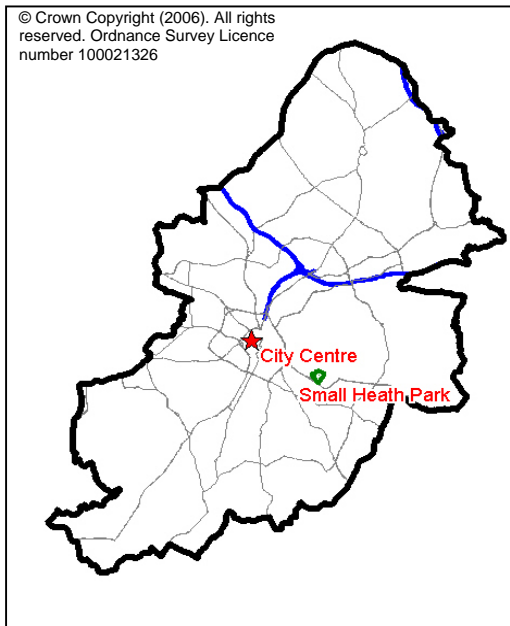 © Crown Copyright (2006). All rights
reserved. Ordnance Survey Licence
number 100021326
City Centre
Small Heath Park